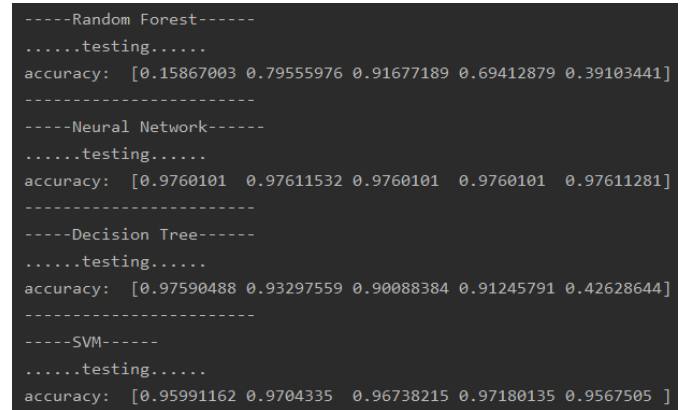 -----Random Forest------
......testing......
accuracy:  [0.15867003 0.79555976 0.91677189 0.69412879 0.39103441]
------------------------
-----Neural Network------
......testing......
accuracy:  [0.9760101  0.97611532 0.9760101  0.9760101  0.97611281]
------------------------
-----Decision Tree------
......testing......
accuracy:  [0.97590488 0.93297559 0.90088384 0.91245791 0.42628644]
------------------------
-----SVM------
......testing......
accuracy:  [0.95991162 0.9704335  0.96738215 0.97180135 0.9567505 ]